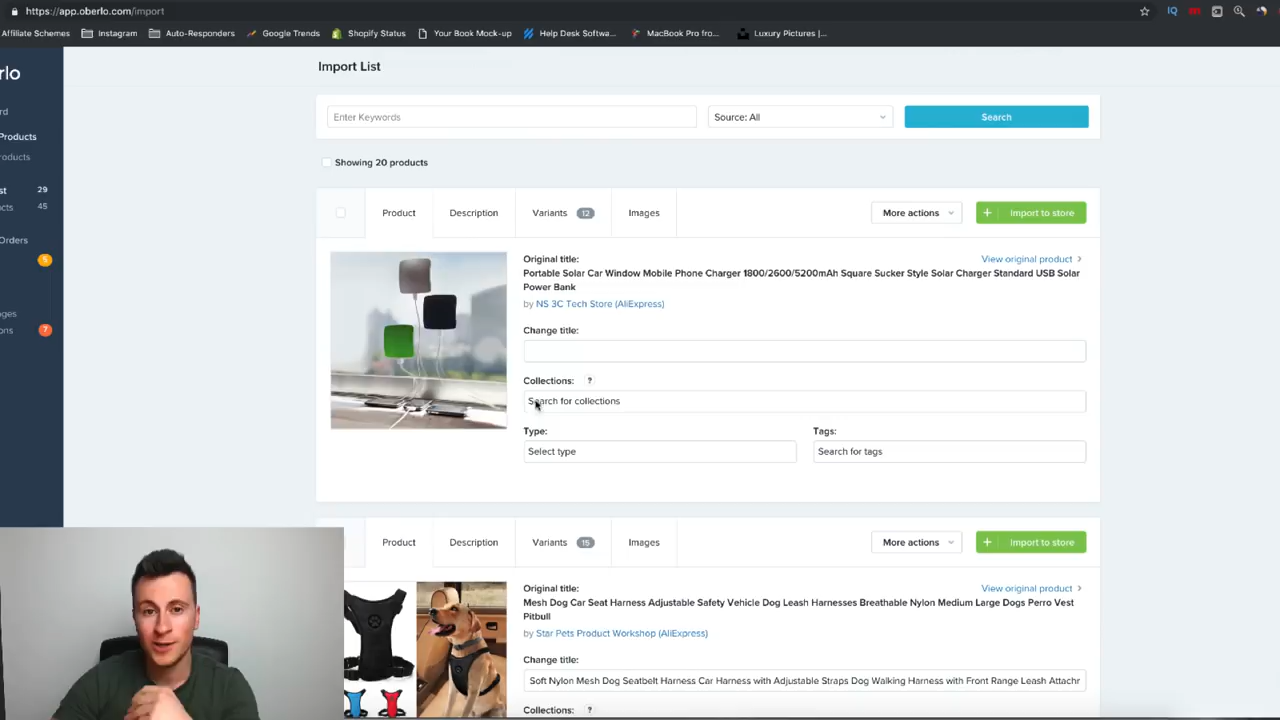 https://app.oberlo.com/import
Affiliate Schemes Instagram Auto-Responders Google Trends Shopify Status Your Book Mock-up Help Desk Softwa... MacBook Pro fro... Luxury Pictures |...
rlo
rd
Products
roducts
st 29
cts 45
Orders
5
ges
ons 7
Import List
Enter Keywords Source: All Search
Showing 20 products
Product Description Variants 12 Images More actions + Import to store
Original title: View original product
Portable Solar Car Window Mobile Phone Charger 1800/2600/5200mAh Square Sucker Style Solar Charger Standard USB Solar
Power Bank
by NS 3C Tech Store (AliExpress)
Change title:
Collections: ?
Search for collections
Type: Tags:
Select type Search for tags
Product Description Variants 15 Images More actions + Import to store
Original title: View original product
Mesh Dog Car Seat Harness Adjustable Safety Vehicle Dog Leash Harnesses Breathable Nylon Medium Large Dogs Perro Vest
Pitbull
by Star Pets Product Workshop (AliExpress)
Change title:
Soft Nylon Mesh Dog Seatbelt Harness Car Harness with Adjustable Straps Dog Walking Harness with Front Range Leash Attachr
Collections: ?